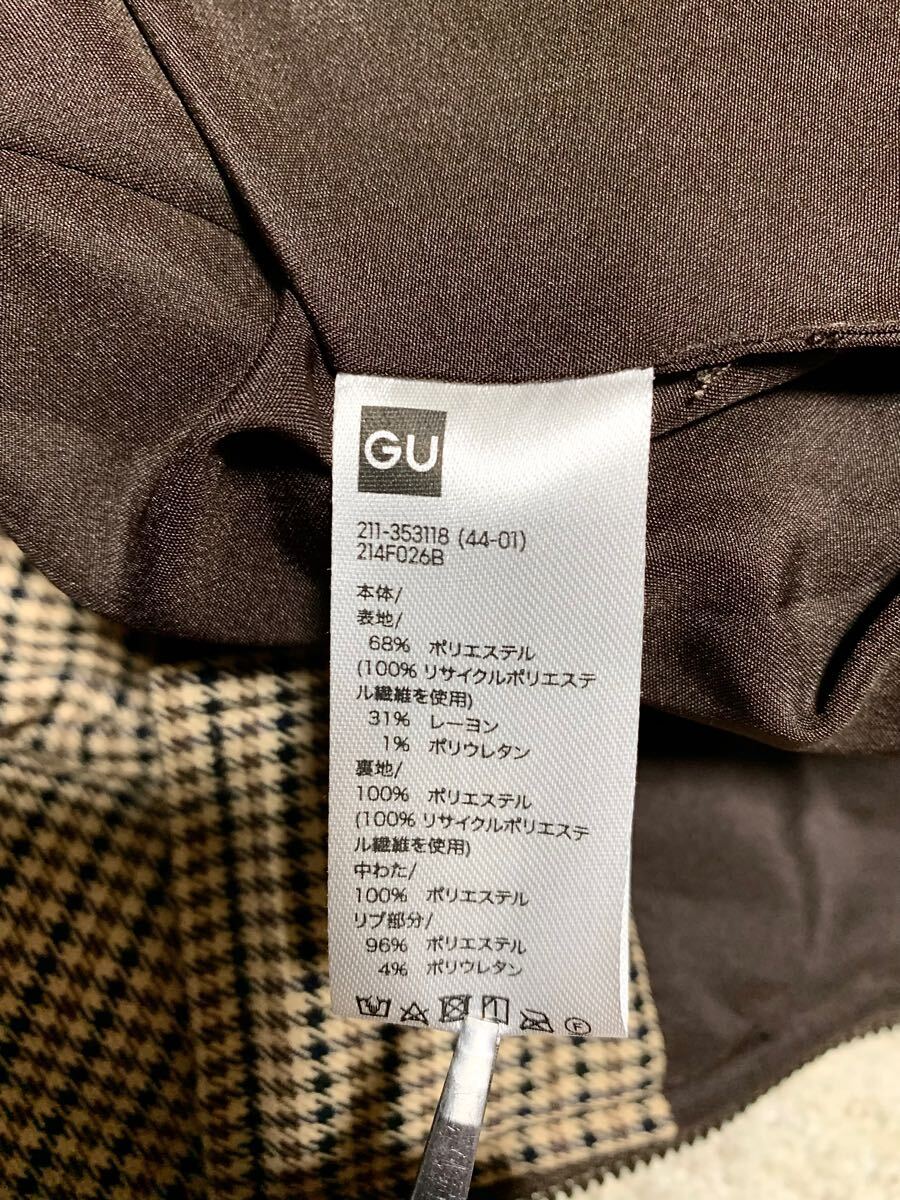 GU
211-353118 (44-01)
214F026B
本体/
表地/
68% ポリエステル
(100% リサイクルポリエステ
ル繊維を使用)
31% レーヨン
1% ポリウレタン
裏地/
100% ポリエステル
(100% リサイクルポリエステ
ル繊維を使用)
中わた/
100% ポリエステル
リブ部分/
96% ポリエステル
4% ポリウレタン
F